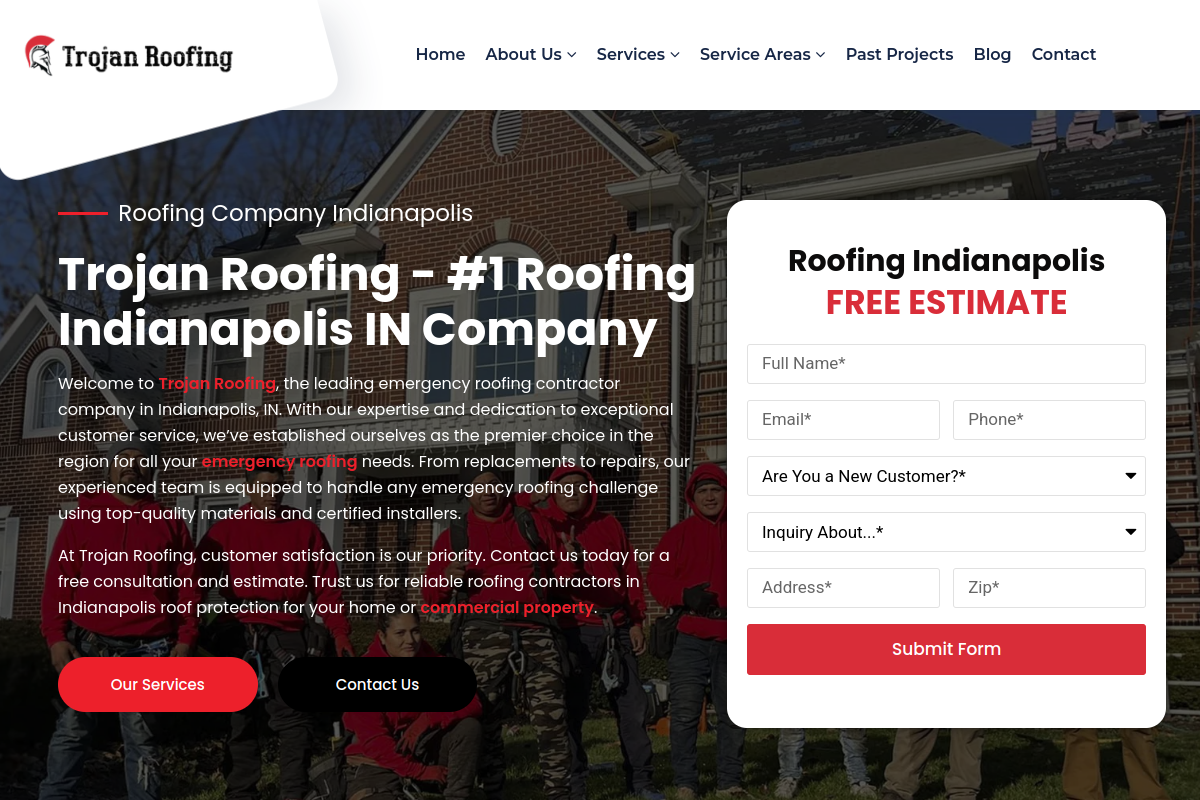 Trojan Roofing
Home About Us Services Service Areas Past Projects Blog Contact
Roofing Company Indianapolis
Trojan Roofing - #1 Roofing
Indianapolis IN Company
Welcome to Trojan Roofing, the leading emergency roofing contractor
company in Indianapolis, IN. With our expertise and dedication to exceptional
customer service, we’ve established ourselves as the premier choice in the
region for all your emergency roofing needs. From replacements to repairs, our
experienced team is equipped to handle any emergency roofing challenge
using top-quality materials and certified installers.
At Trojan Roofing, customer satisfaction is our priority. Contact us today for a
free consultation and estimate. Trust us for reliable roofing contractors in
Indianapolis roof protection for your home or commercial property.
Our Services
Contact Us
Roofing Indianapolis
FREE ESTIMATE
Full Name*
Email* Phone*
Are You a New Customer?*
Inquiry About...*
Address* Zip*
Submit Form